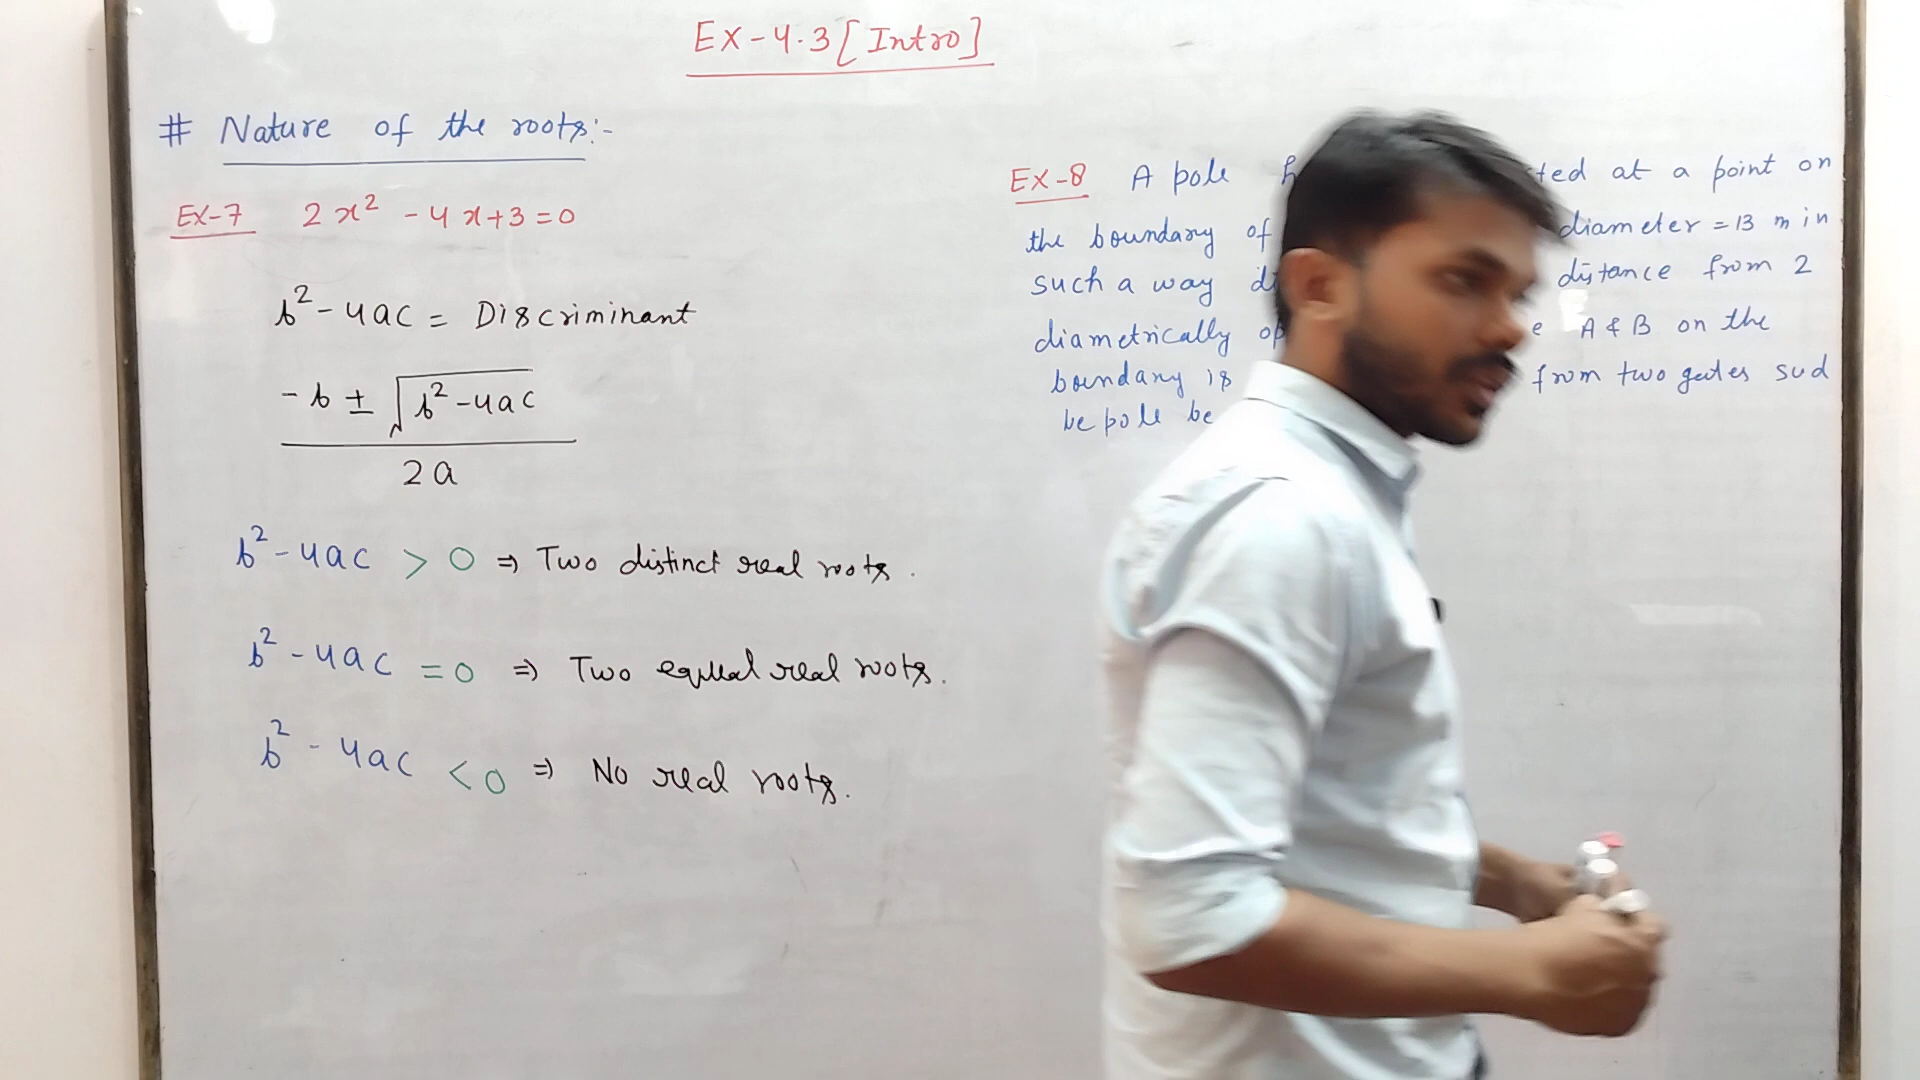 Ex-4.3 [Intro]
# Nature of the roots:-
Ex-7 2x² - 4x + 3 = 0
b² - 4ac = Discriminant
-b ± √b² - 4ac
2a
b² - 4ac > 0 ⇒ Two distinct real roots.
b² - 4ac = 0 ⇒ Two equal real roots.
b² - 4ac < 0 ⇒ No real roots.
Ex-8 A pole ted at a point on
the boundary of diameter = 13 m in
such a way distance from 2
diametrically A & B on the
boundary is from two gates
be pole be